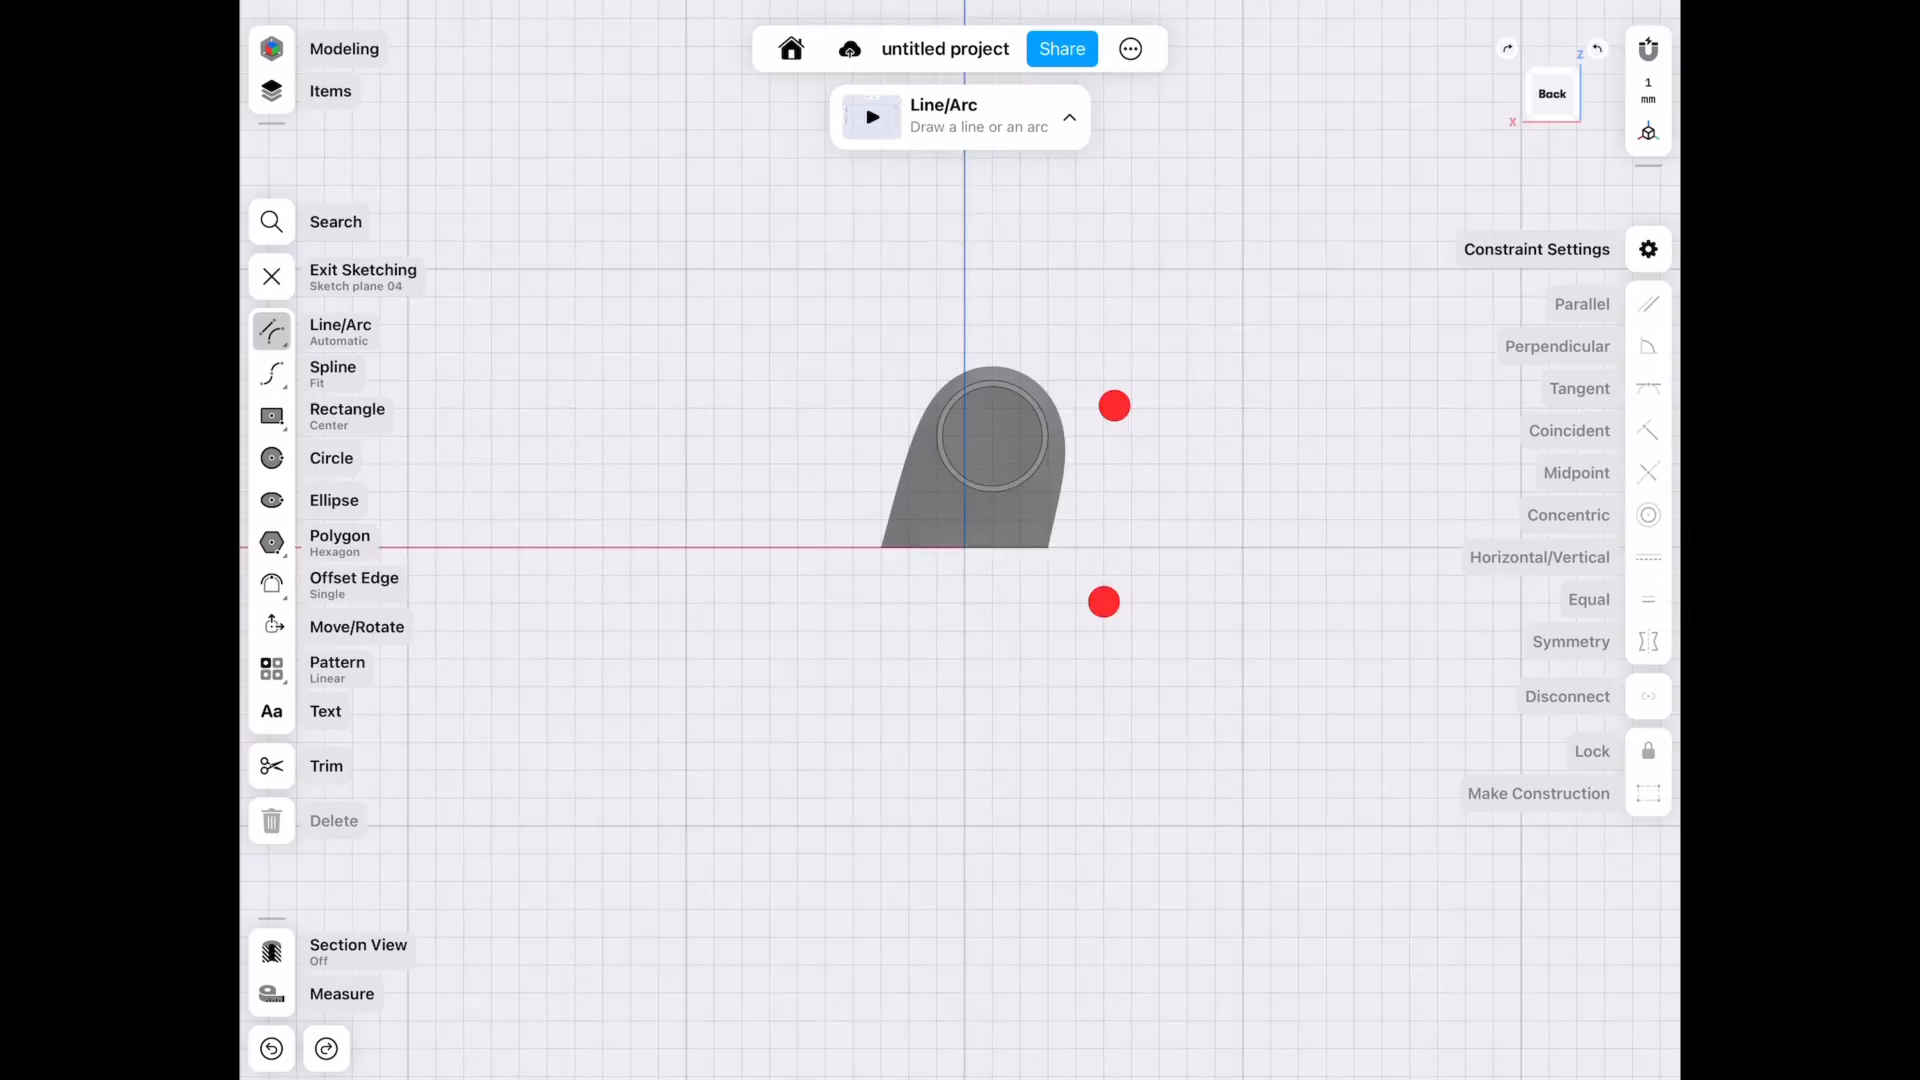 Modeling
Items
untitled project
Share
Line/Arc
Draw a line or an arc
Z
Back
X
1
mm
Search
Exit Sketching
Sketch plane 04
Line/Arc
Automatic
Spline
Fit
Rectangle
Center
Circle
Ellipse
Polygon
Hexagon
Offset Edge
Single
Move/Rotate
Pattern
Linear
Aa
Text
Trim
Delete
Section View
Off
Measure
Constraint Settings
Parallel
Perpendicular
Tangent
Coincident
Midpoint
Concentric
Horizontal/Vertical
Equal
Symmetry
Disconnect
Lock
Make Construction